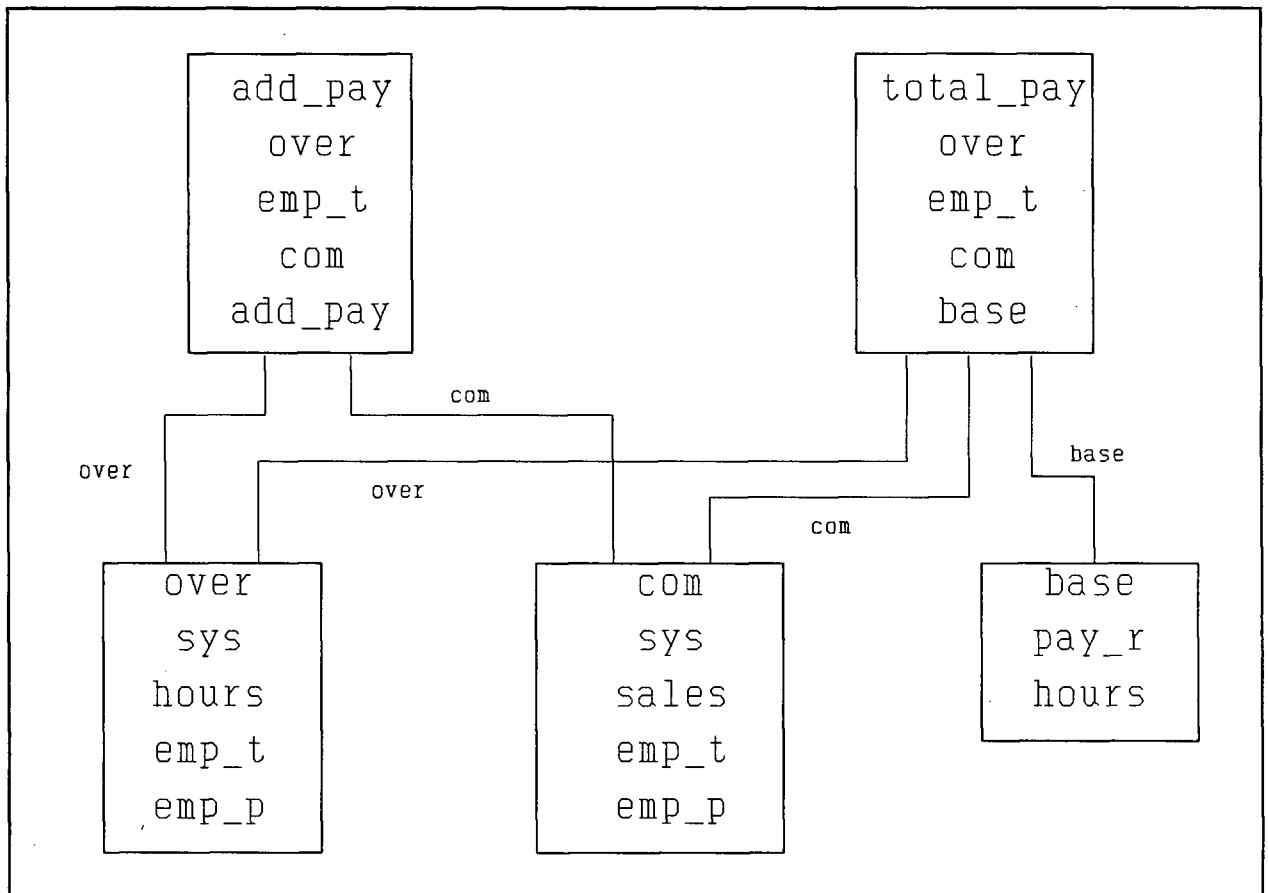 add_pay
over
emp_t
com
add_pay
total_pay
over
emp_t
com
base
com
over
over
base
com
over
sys
hours
emp_t
emp_p
com
sys
sales
emp_t
emp_p
base
pay_r
hours